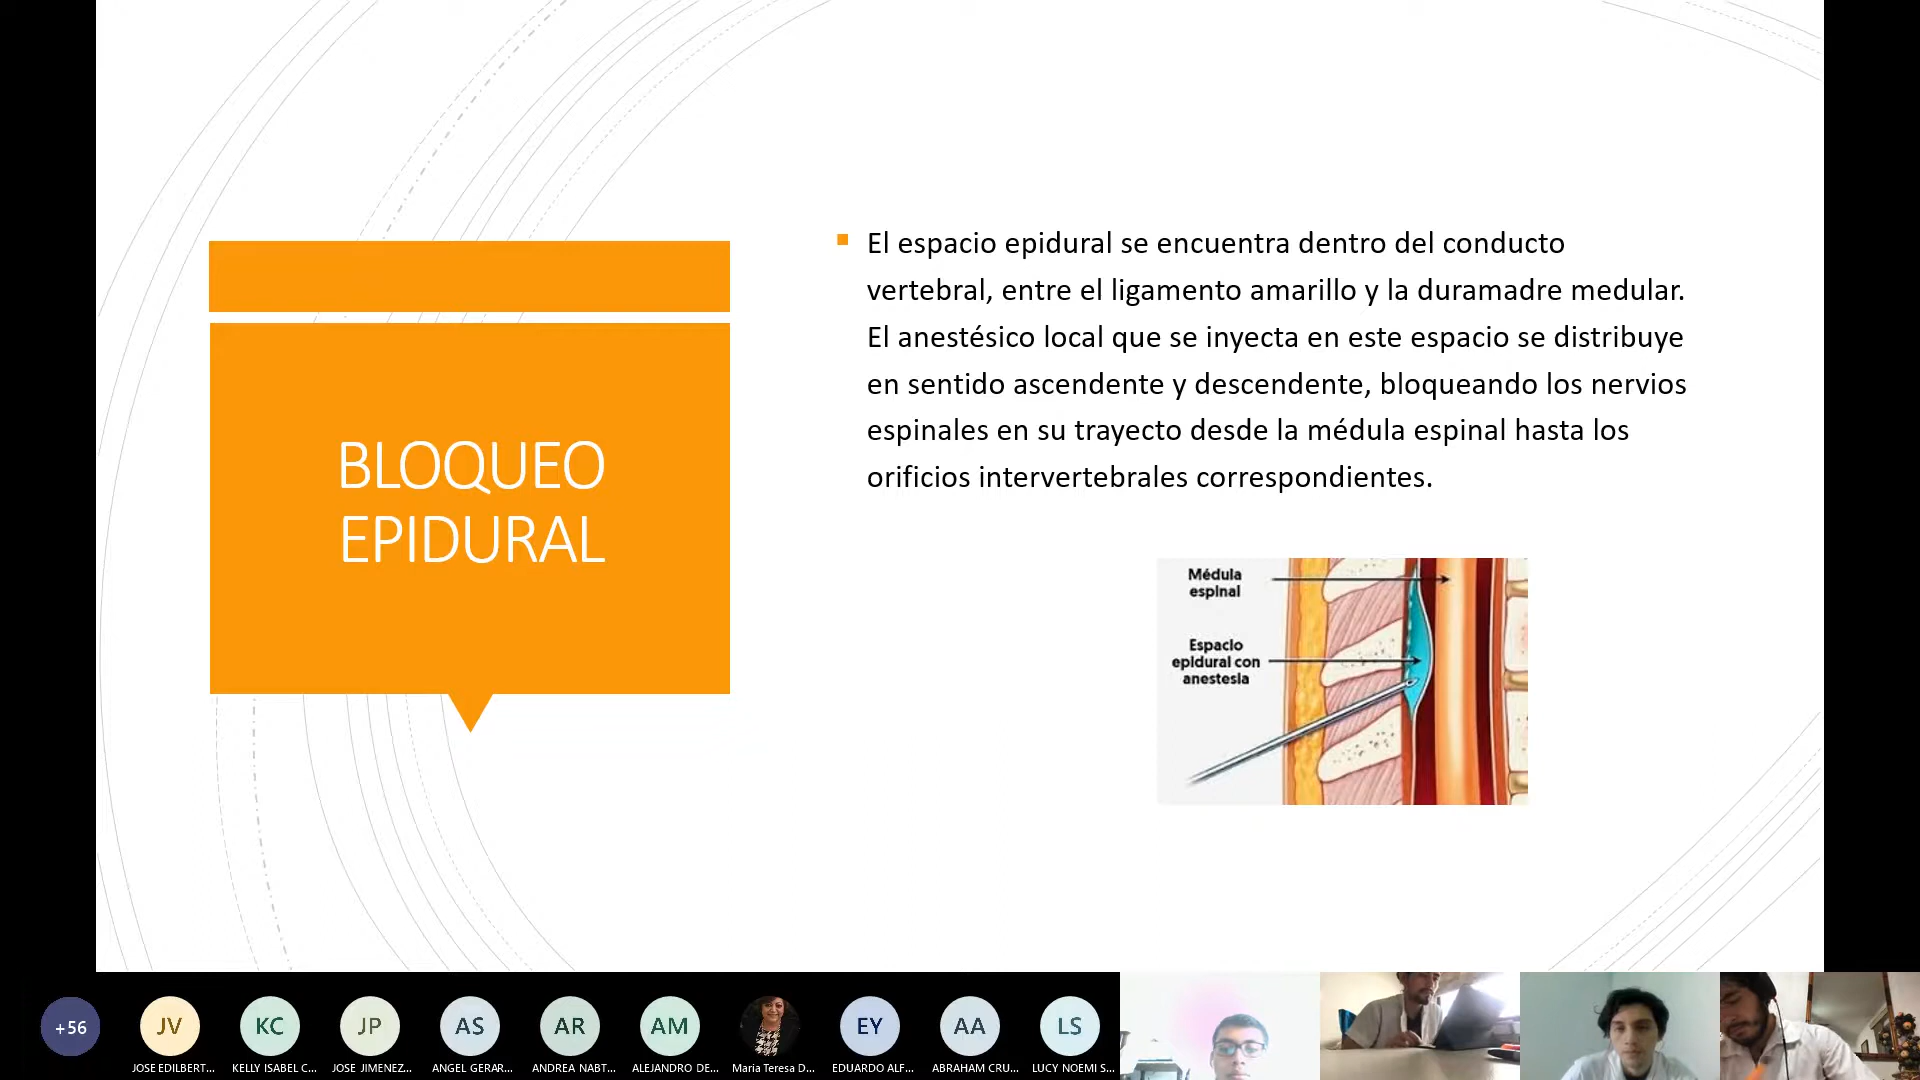 BLOQUEO
EPIDURAL
El espacio epidural se encuentra dentro del conducto
vertebral, entre el ligamento amarillo y la duramadre medular.
El anestésico local que se inyecta en este espacio se distribuye
en sentido ascendente y descendente, bloqueando los nervios
espinales en su trayecto desde la médula espinal hasta los
orificios intervertebrales correspondientes.
Médula
espinal
Espacio
epidural con
anestesia
+56
JV
KC
JP
AS
AR
AM
EY
AA
LS
JOSE EDILBERT...
KELLY ISABEL C...
JOSE JIMENEZ...
ANGEL GERAR...
ANDREA NABT...
ALEJANDRO DE...
Maria Teresa D...
EDUARDO ALF...
ABRAHAM CRU...
LUCY NOEMI S...